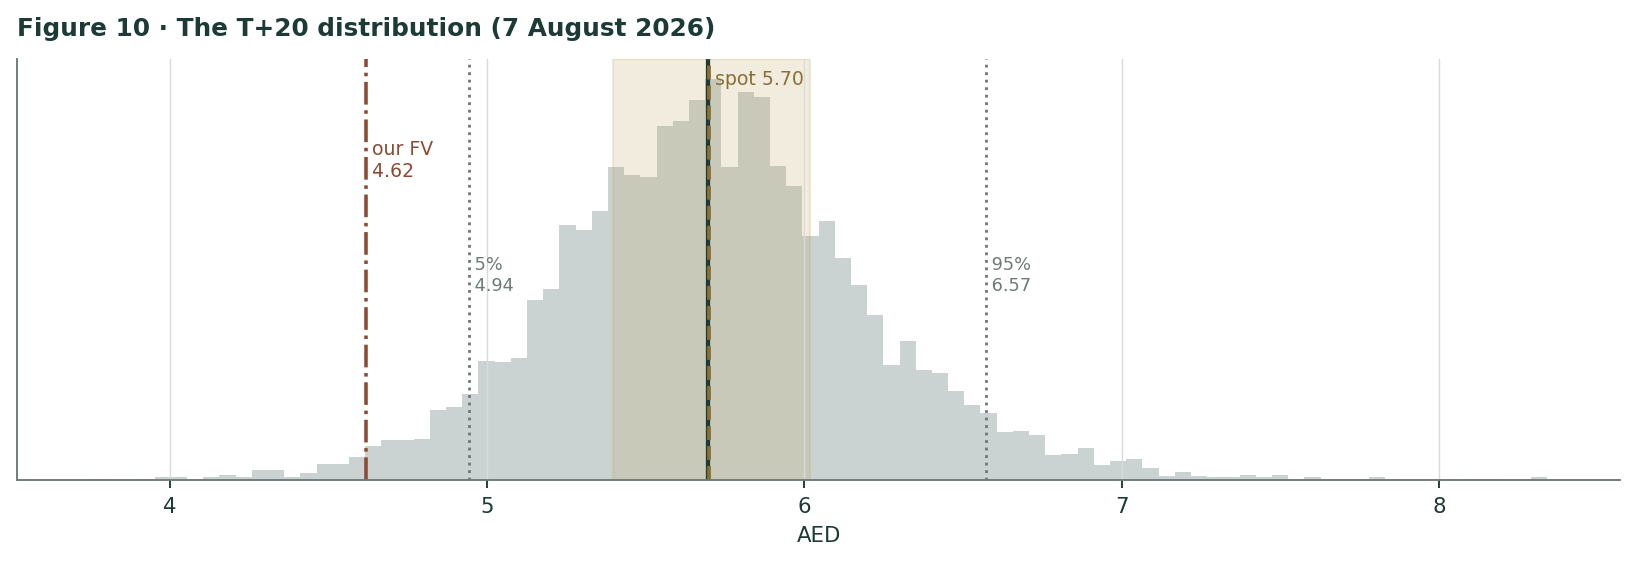 Figure 10 · The T+20 distribution (7 August 2026)
spot 5.70
our FV
4.62
5%
4.94
95%
6.57
4 5 6 7 8
AED